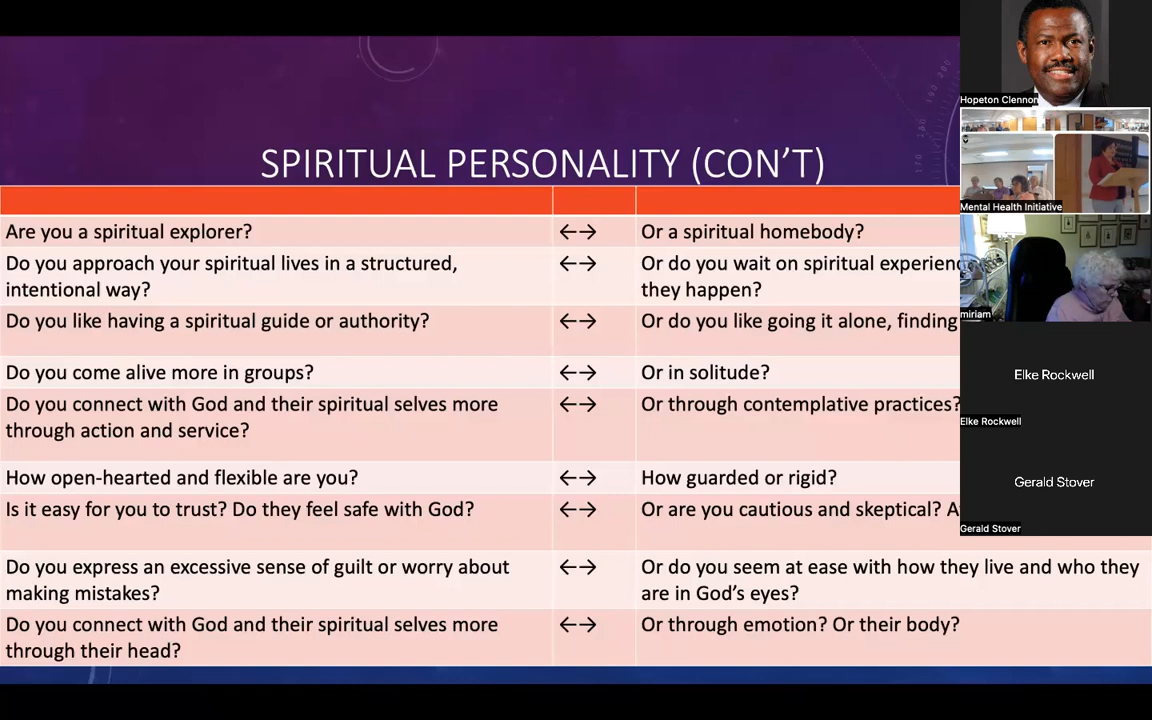 SPIRITUAL PERSONALITY (CON'T)
Are you a spiritual explorer? ←→ Or a spiritual homebody?
Do you approach your spiritual lives in a structured, ←→ Or do you wait on spiritual
intentional way? they happen?
Do you like having a spiritual guide or authority? ←→ Or do you like going it alone, finding
Do you come alive more in groups? ←→ Or in solitude?
Do you connect with God and their spiritual selves more ←→ Or through contemplative practices?
through action and service?
How open-hearted and flexible are you? ←→ How guarded or rigid?
Is it easy for you to trust? Do they feel safe with God? ←→ Or are you cautious and skeptical?
Do you express an excessive sense of guilt or worry about ←→ Or do you seem at ease with how they live and who they
making mistakes? are in God's eyes?
Do you connect with God and their spiritual selves more ←→ Or through emotion? Or their body?
through their head?
Hopeton Clennon
Mental Health Initiative
miriam
Elke Rockwell
Elke Rockwell
Gerald Stover
Gerald Stover